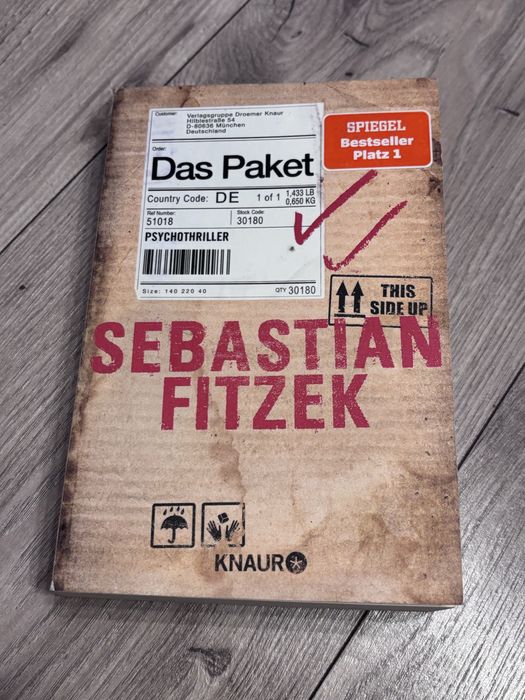 Customer:
Verlagsgruppe Droemer Knaur
Hilblestraße 54
D-80636 München
Deutschland
Order:
Das Paket
Country Code: DE 1 of 1 1,433 LB
0,650 KG
Ref Number: Stock Code:
51018 30180
PSYCHOTHRILLER
Size: 140 220 40 QTY 30180
SPIEGEL
Bestseller
Platz 1
THIS
SIDE UP
SEBASTIAN
FITZEK
KNAUR